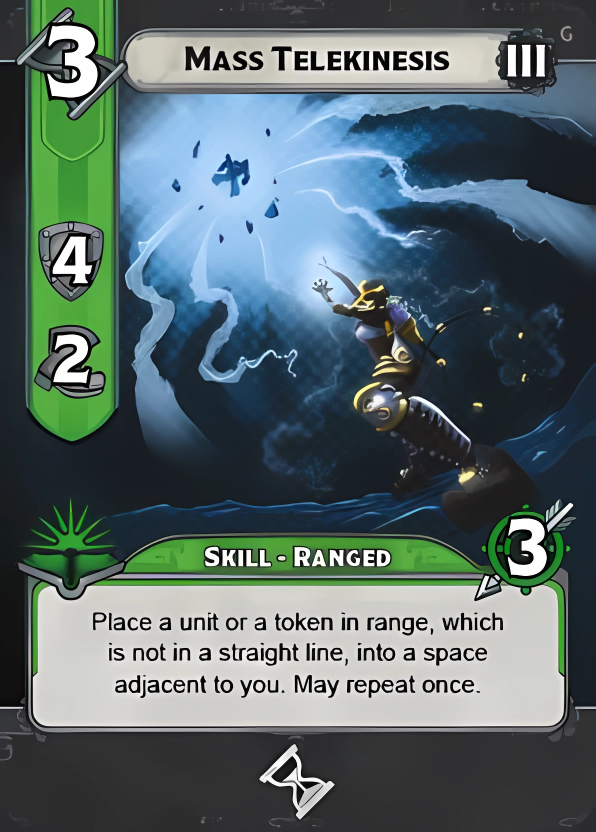 3
MASS TELEKINESIS
III
G
4
2
SKILL - RANGED
3
Place a unit or a token in range, which
is not in a straight line, into a space
adjacent to you. May repeat once.